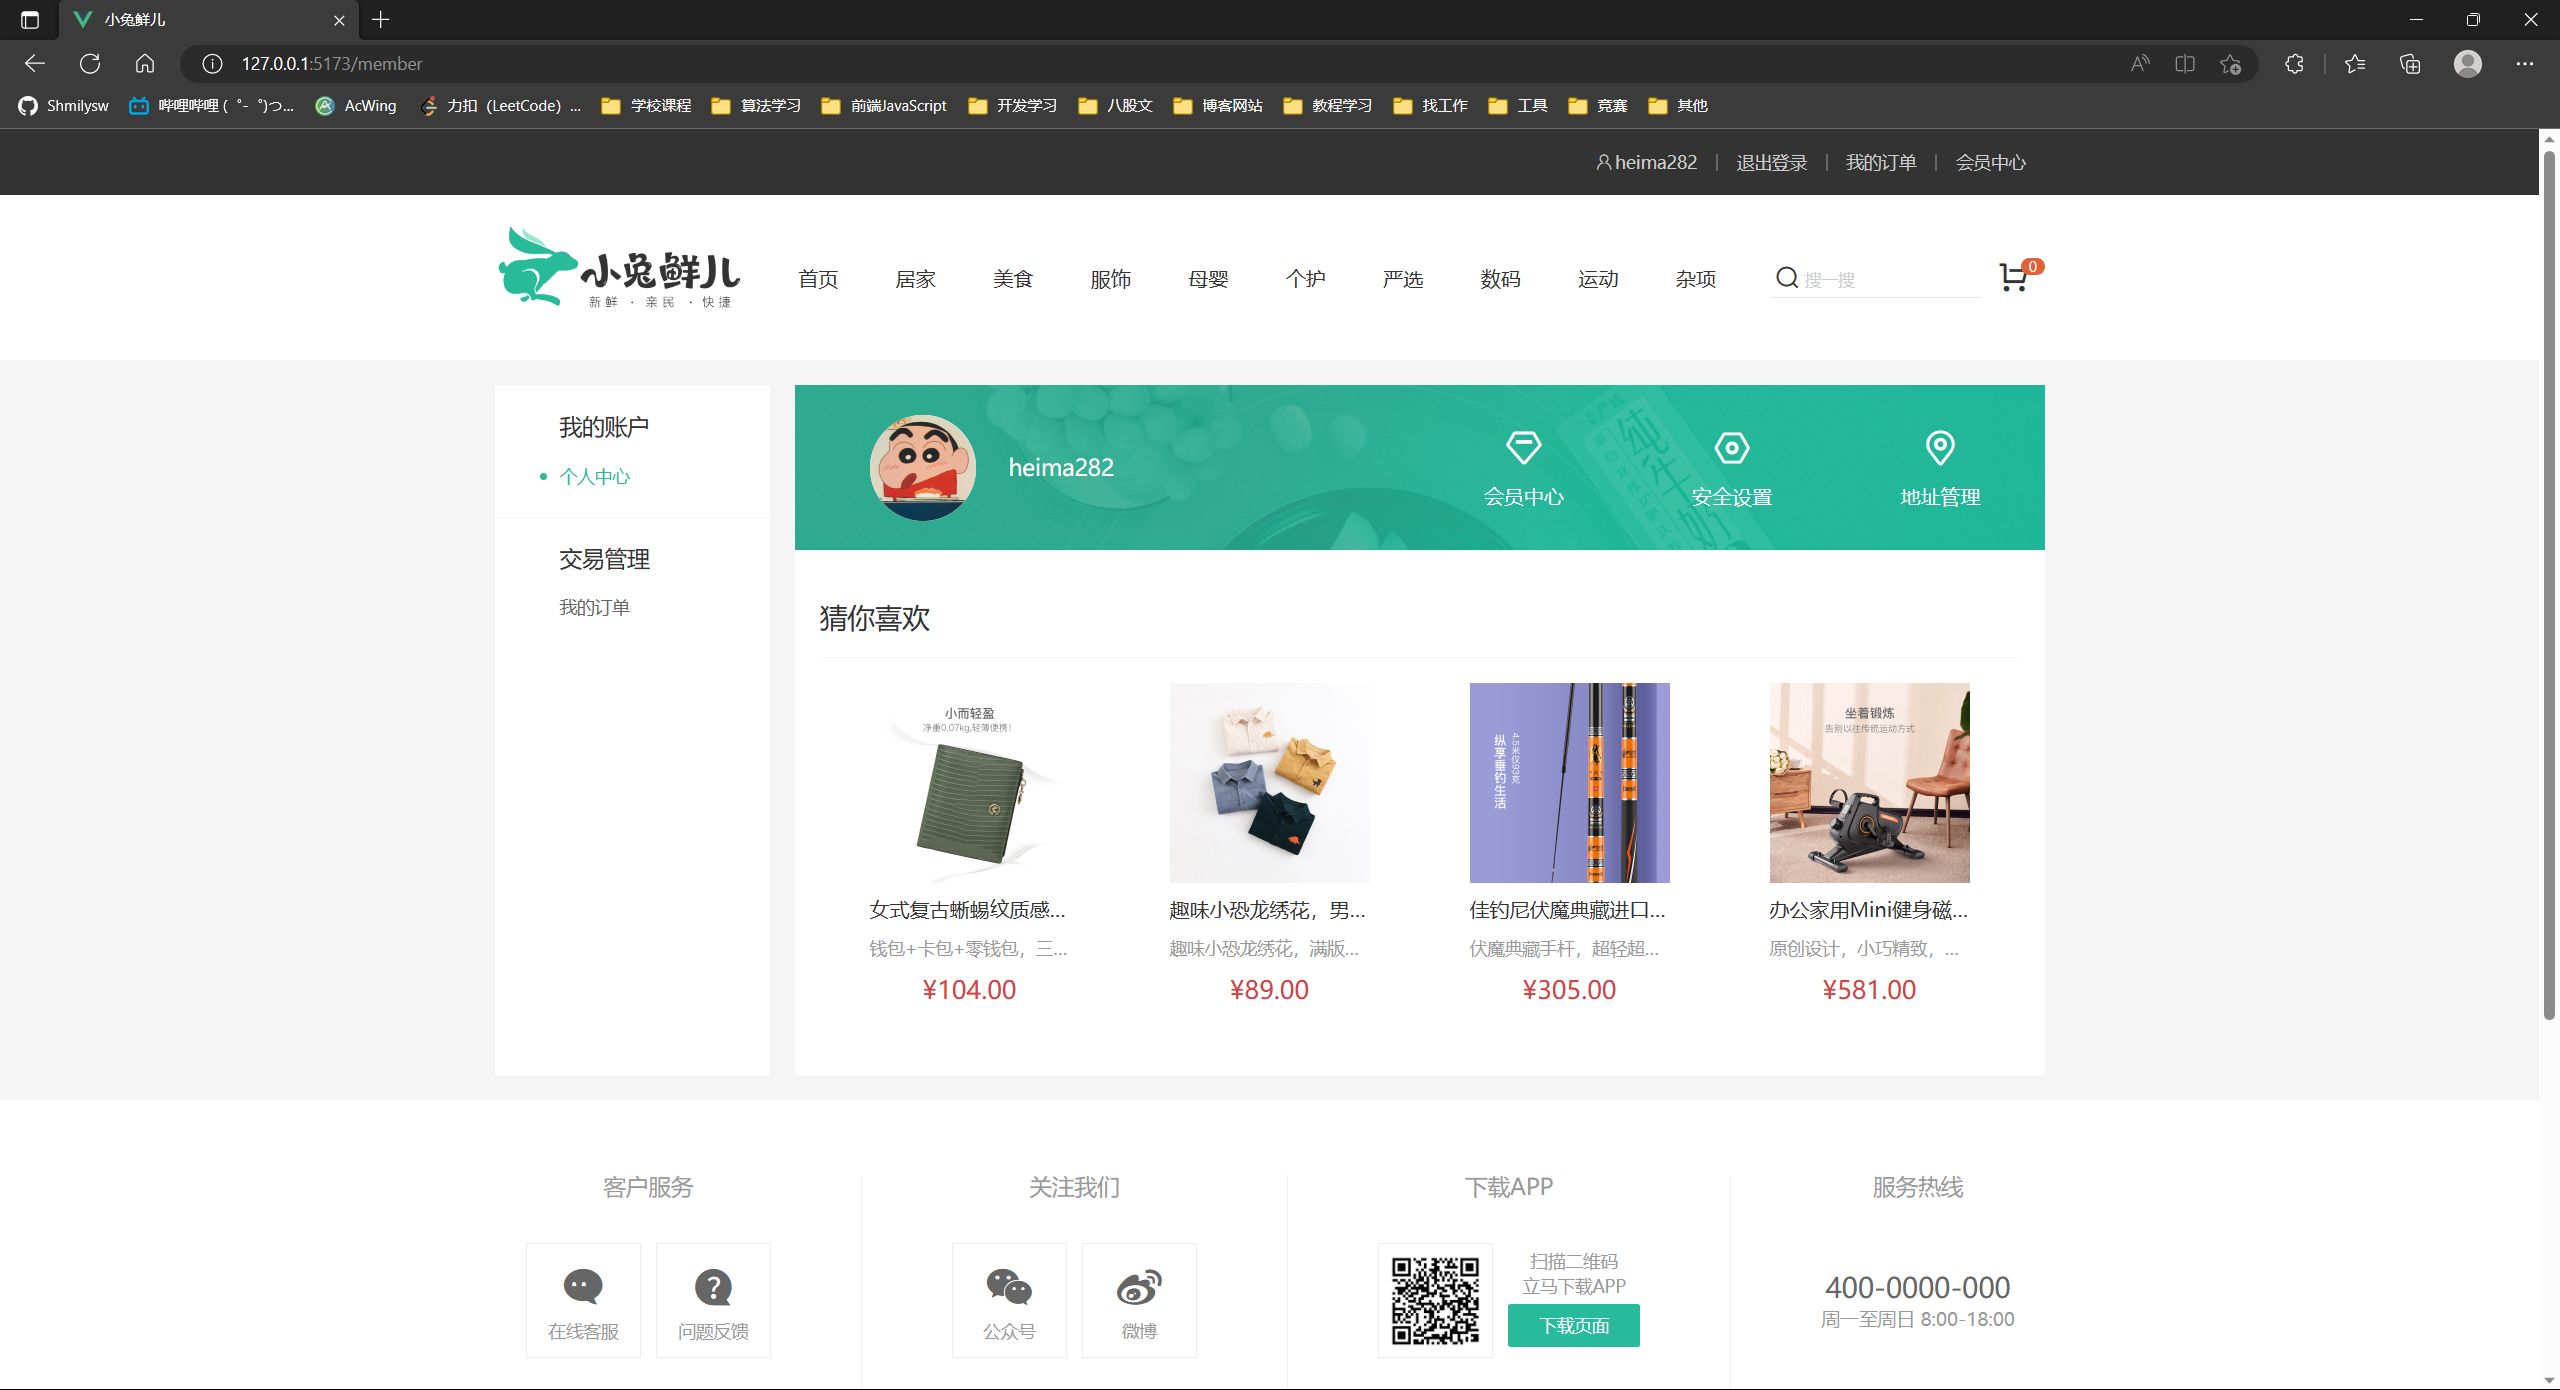 小兔鲜儿
127.0.0.1:5173/member
Shmilysw
哔哩哔哩 (゜-゜)つ...
AcWing
力扣（LeetCode）...
学校课程
算法学习
前端JavaScript
开发学习
八股文
博客网站
教程学习
找工作
工具
竞赛
其他
heima282
退出登录
我的订单
会员中心
小兔鲜儿
新鲜 · 亲民 · 快捷
首页
居家
美食
服饰
母婴
个护
严选
数码
运动
杂项
搜一搜
0
我的账户
个人中心
交易管理
我的订单
heima282
会员中心
安全设置
地址管理
纯牛奶
猜你喜欢
小而轻盈
净重0.07kg,轻薄便携!
女式复古蜥蜴纹质感...
钱包+卡包+零钱包，三...
¥104.00
趣味小恐龙绣花，男...
趣味小恐龙绣花，满版...
¥89.00
纵享垂钓生活
4.5米仅93克
佳钓尼伏魔典藏进口...
伏魔典藏手杆，超轻超...
¥305.00
坐着锻炼
告别以往传统运动方式
办公家用Mini健身磁...
原创设计，小巧精致，...
¥581.00
客户服务
在线客服
问题反馈
关注我们
公众号
微博
下载APP
扫描二维码
立马下载APP
下载页面
服务热线
400-0000-000
周一至周日 8:00-18:00